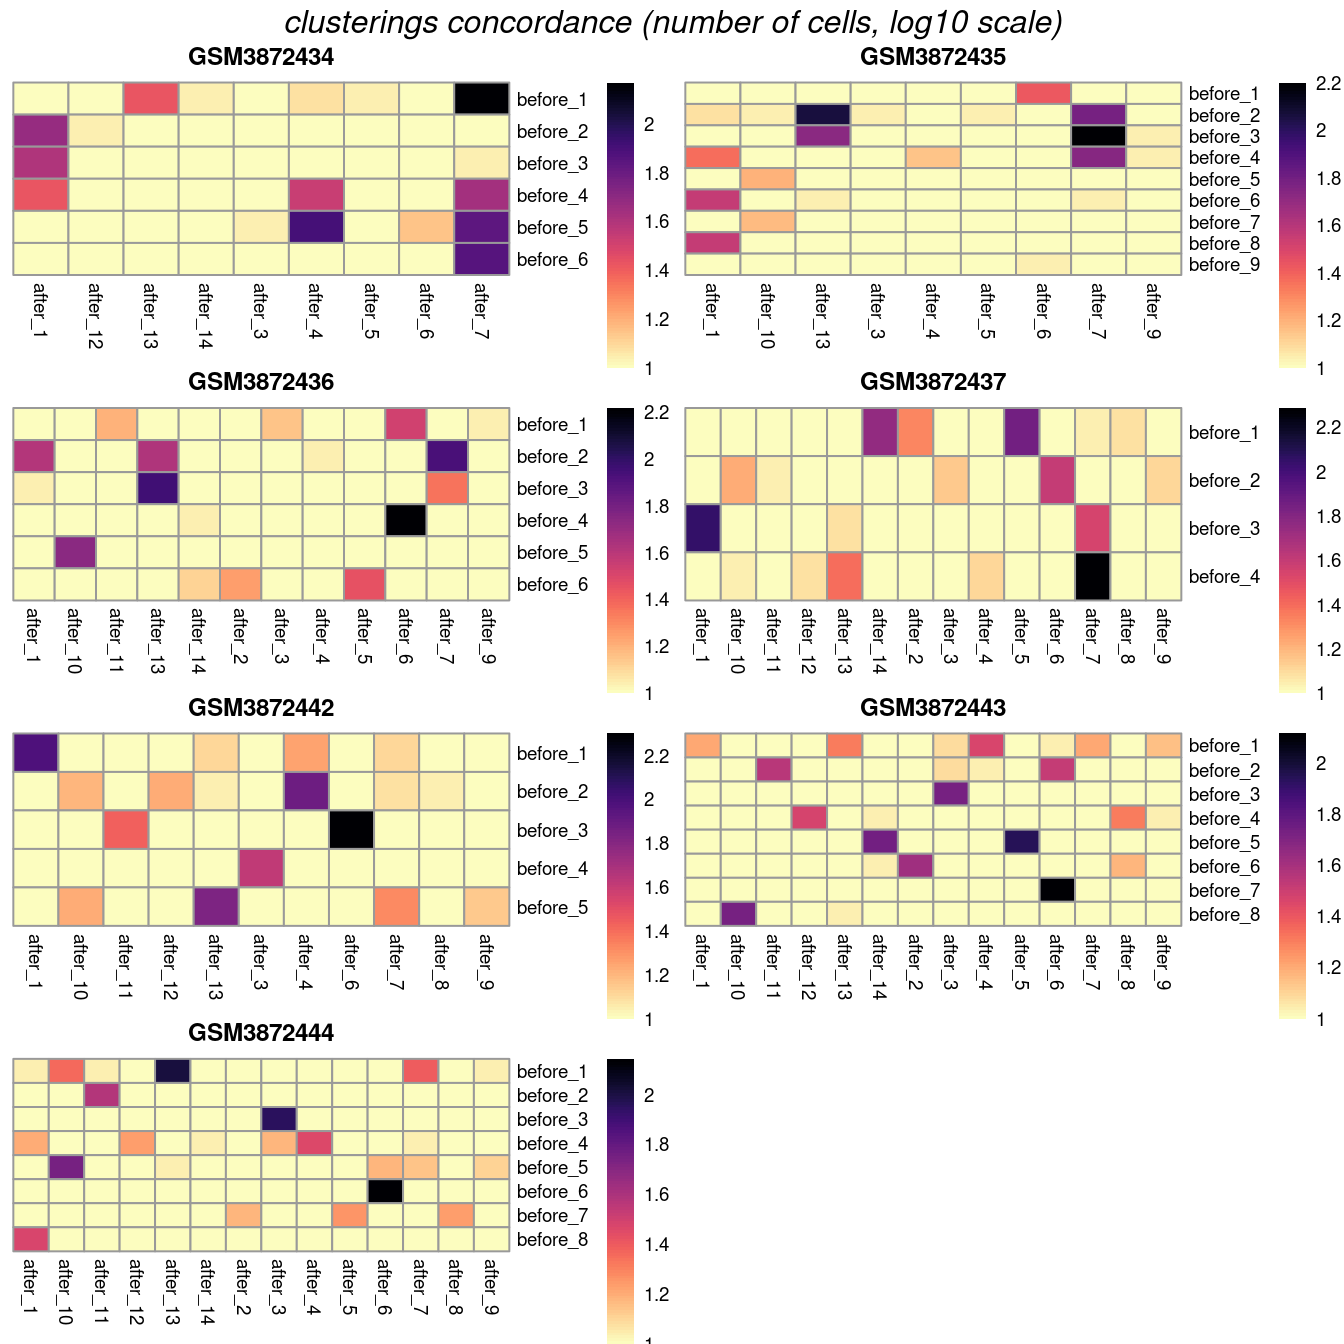 clusterings concordance (number of cells, log10 scale)
GSM3872434
before_1
before_2
before_3
before_4
before_5
before_6
after_1
after_12
after_13
after_14
after_3
after_4
after_5
after_6
after_7
2
1.8
1.6
1.4
1.2
1
GSM3872435
before_1
before_2
before_3
before_4
before_5
before_6
before_7
before_8
before_9
after_1
after_10
after_13
after_3
after_4
after_5
after_6
after_7
after_9
2.2
2
1.8
1.6
1.4
1.2
1
GSM3872436
before_1
before_2
before_3
before_4
before_5
before_6
after_1
after_10
after_11
after_13
after_14
after_2
after_3
after_4
after_5
after_6
after_7
after_9
2.2
2
1.8
1.6
1.4
1.2
1
GSM3872437
before_1
before_2
before_3
before_4
after_1
after_10
after_11
after_12
after_13
after_14
after_2
after_3
after_4
after_5
after_6
after_7
after_8
after_9
2.2
2
1.8
1.6
1.4
1.2
1
GSM3872442
before_1
before_2
before_3
before_4
before_5
after_1
after_10
after_11
after_12
after_13
after_3
after_4
after_6
after_7
after_8
after_9
2.2
2
1.8
1.6
1.4
1.2
1
GSM3872443
before_1
before_2
before_3
before_4
before_5
before_6
before_7
before_8
after_1
after_10
after_11
after_12
after_13
after_14
after_2
after_3
after_4
after_5
after_6
after_7
after_8
after_9
2
1.8
1.6
1.4
1.2
1
GSM3872444
before_1
before_2
before_3
before_4
before_5
before_6
before_7
before_8
after_1
after_10
after_11
after_12
after_13
after_14
after_2
after_3
after_4
after_5
after_6
after_7
after_8
after_9
2
1.8
1.6
1.4
1.2
1